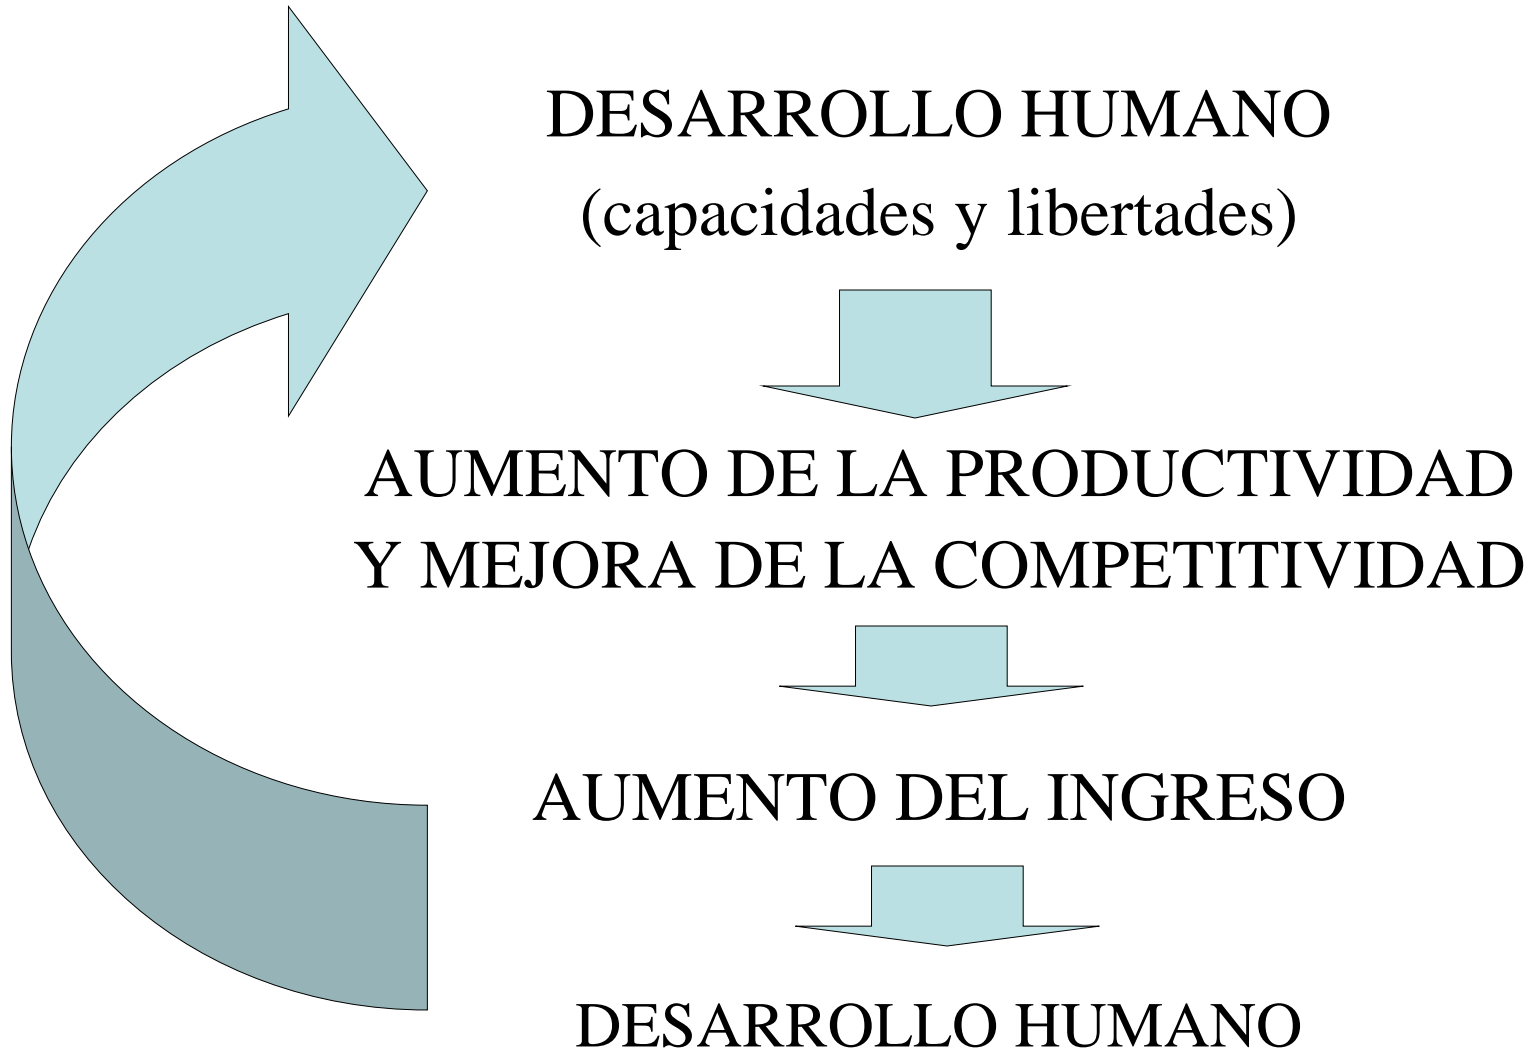 DESARROLLO HUMANO
(capacidades y libertades)
AUMENTO DE LA PRODUCTIVIDAD
Y MEJORA DE LA COMPETITIVIDAD
AUMENTO DEL INGRESO
DESARROLLO HUMANO